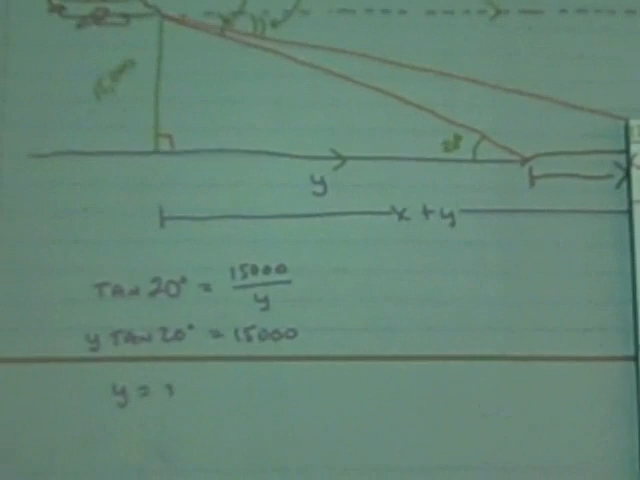 y
x + y
TAN 20° = 15000
y
y TAN 20° = 15000
y =